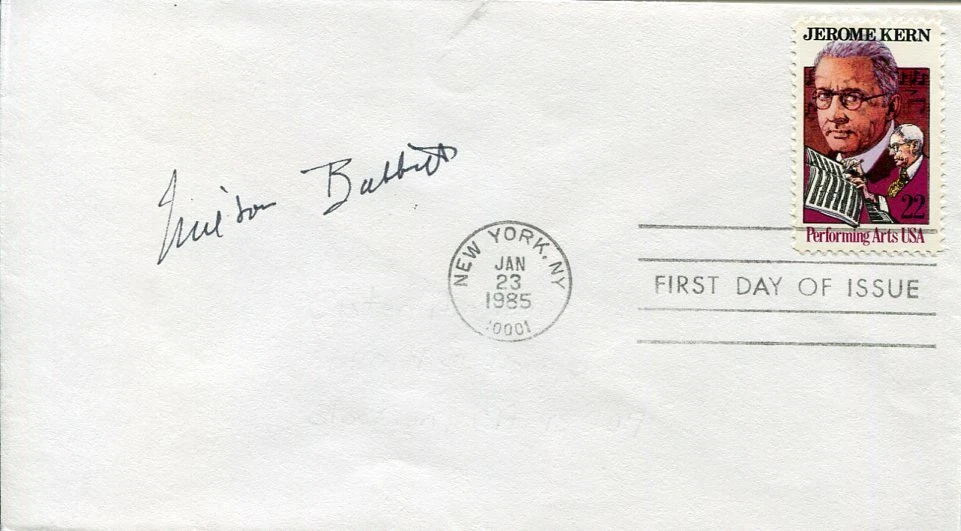 JEROME KERN
22
Performing Arts USA
Milton Babbitt
NEW YORK, NY
JAN
23
1985
10001
FIRST DAY OF ISSUE